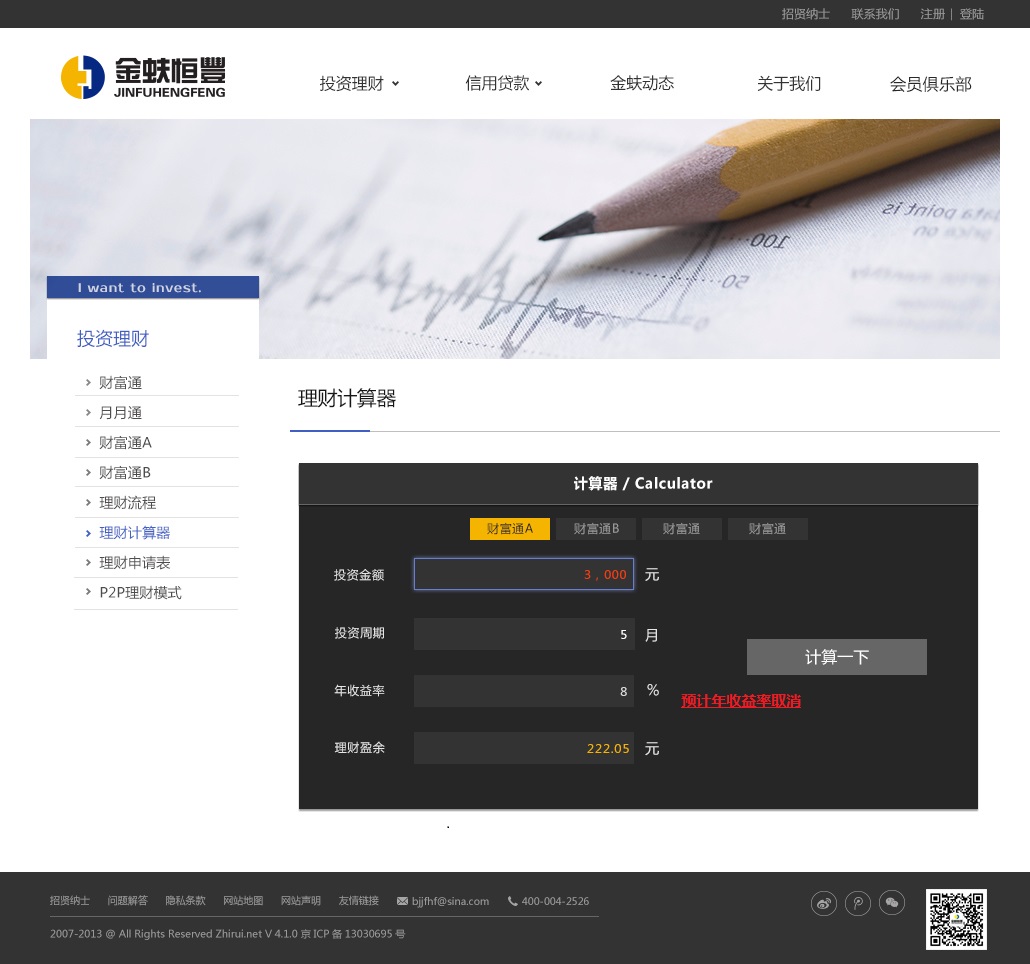 招贤纳士 联系我们 注册 | 登陆
金蚨恒豐
JINFUHENGFENG
投资理财 信用贷款 金蚨动态 关于我们 会员俱乐部
100
50
I want to invest.
投资理财
财富通
月月通
财富通A
财富通B
理财流程
理财计算器
理财申请表
P2P理财模式
理财计算器
计算器 / Calculator
财富通A 财富通B 财富通 财富通
投资金额 3，000 元
投资周期 5 月
计算一下
年收益率 8 %
预计年收益率取消
理财盈余 222.05 元
招贤纳士 问题解答 隐私条款 网站地图 网站声明 友情链接 bjjfhf@sina.com 400-004-2526
2007-2013 @ All Rights Reserved Zhirui.net V 4.1.0 京 ICP 备 13030695 号